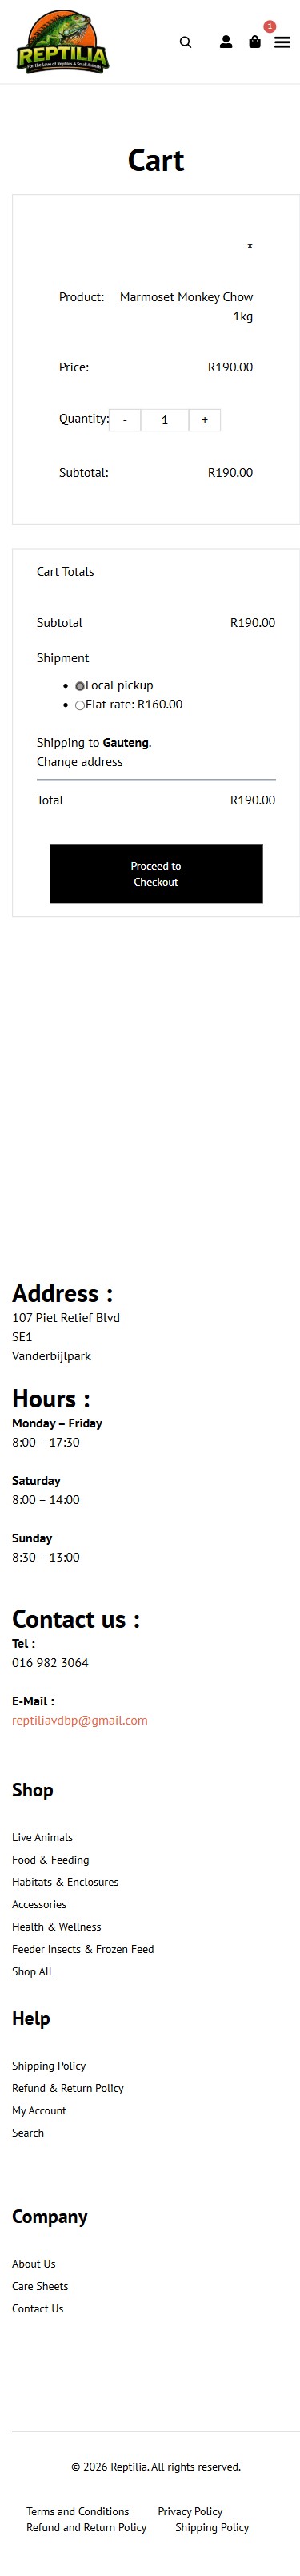 REPTILIA
For the Love of Reptiles & Small Animals
1
Cart
×
Product: Marmoset Monkey Chow
1kg
Price: R190.00
Quantity: - 1 +
Subtotal: R190.00
Cart Totals
Subtotal R190.00
Shipment
Local pickup
Flat rate: R160.00
Shipping to Gauteng.
Change address
Total R190.00
Proceed to
Checkout
Address :
107 Piet Retief Blvd
SE1
Vanderbijlpark
Hours :
Monday – Friday
8:00 – 17:30
Saturday
8:00 – 14:00
Sunday
8:30 – 13:00
Contact us :
Tel :
016 982 3064
E-Mail :
reptiliavdbp@gmail.com
Shop
Live Animals
Food & Feeding
Habitats & Enclosures
Accessories
Health & Wellness
Feeder Insects & Frozen Feed
Shop All
Help
Shipping Policy
Refund & Return Policy
My Account
Search
Company
About Us
Care Sheets
Contact Us
© 2026 Reptilia. All rights reserved.
Terms and Conditions Privacy Policy
Refund and Return Policy Shipping Policy